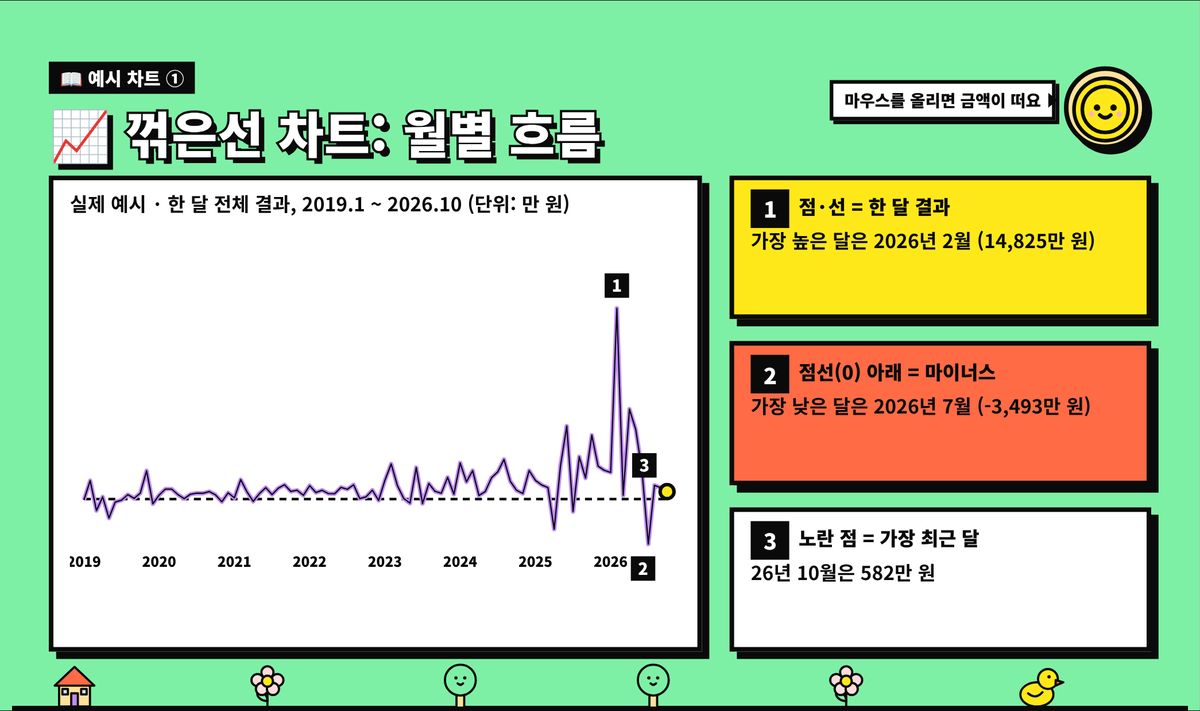 📖 예시 차트 ①
마우스를 올리면 금액이 떠요
📈 꺾은선 차트: 월별 흐름
실제 예시 · 한 달 전체 결과, 2019.1 ~ 2026.10 (단위: 만 원)
1
3
2019 2020 2021 2022 2023 2024 2025 2026
2
1 점·선 = 한 달 결과
가장 높은 달은 2026년 2월 (14,825만 원)
2 점선(0) 아래 = 마이너스
가장 낮은 달은 2026년 7월 (-3,493만 원)
3 노란 점 = 가장 최근 달
26년 10월은 582만 원